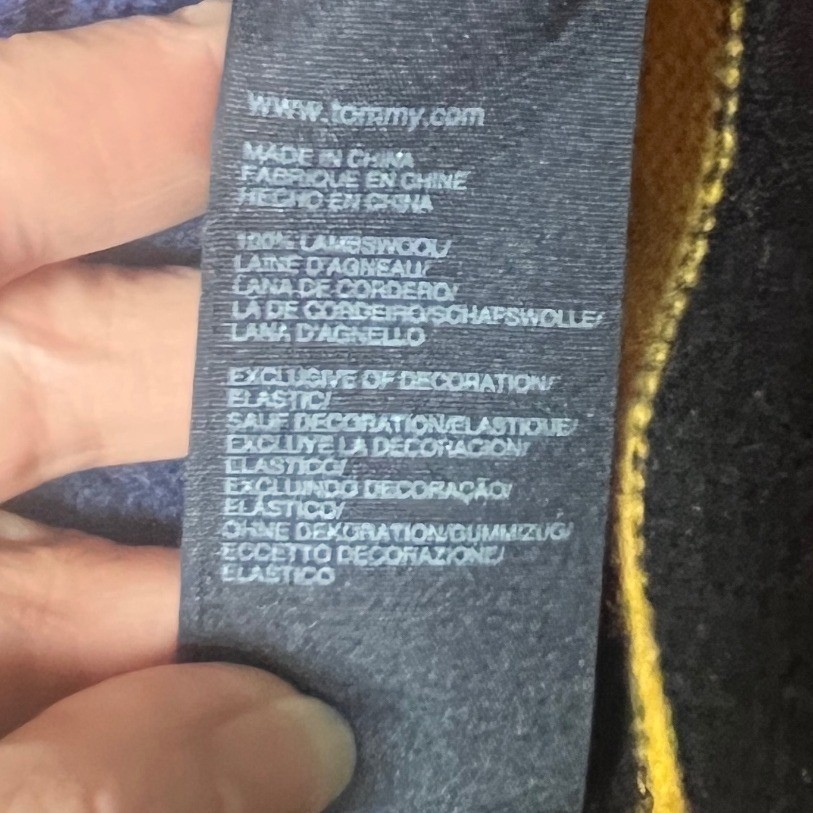 www.tommy.com
MADE IN CHINA
FABRIQUE EN CHINE
HECHO EN CHINA
100% LAMBSWOOL/
LAINE D'AGNEAU/
LANA DE CORDERO/
LÃ DE CORDEIRO/SCHAFSWOLLE/
LANA D'AGNELLO
EXCLUSIVE OF DECORATION/
ELASTIC/
SAUF DECORATION/ELASTIQUE/
EXCLUYE LA DECORACION/
ELASTICO/
EXCLUINDO DECORAÇÃO/
ELÁSTICO/
OHNE DEKORATION/GUMMIZUG/
ECCETTO DECORAZIONE/
ELASTICO